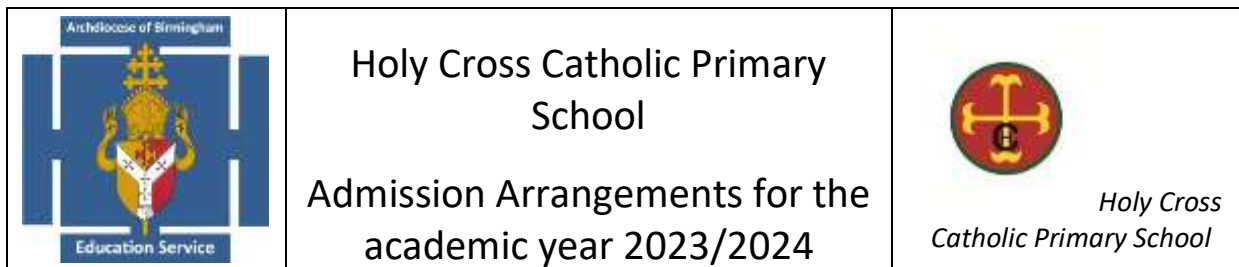 Archdiocese of Birmingham
Education Service
Holy Cross Catholic Primary
School
Admission Arrangements for the
academic year 2023/2024
Holy Cross
Catholic Primary School